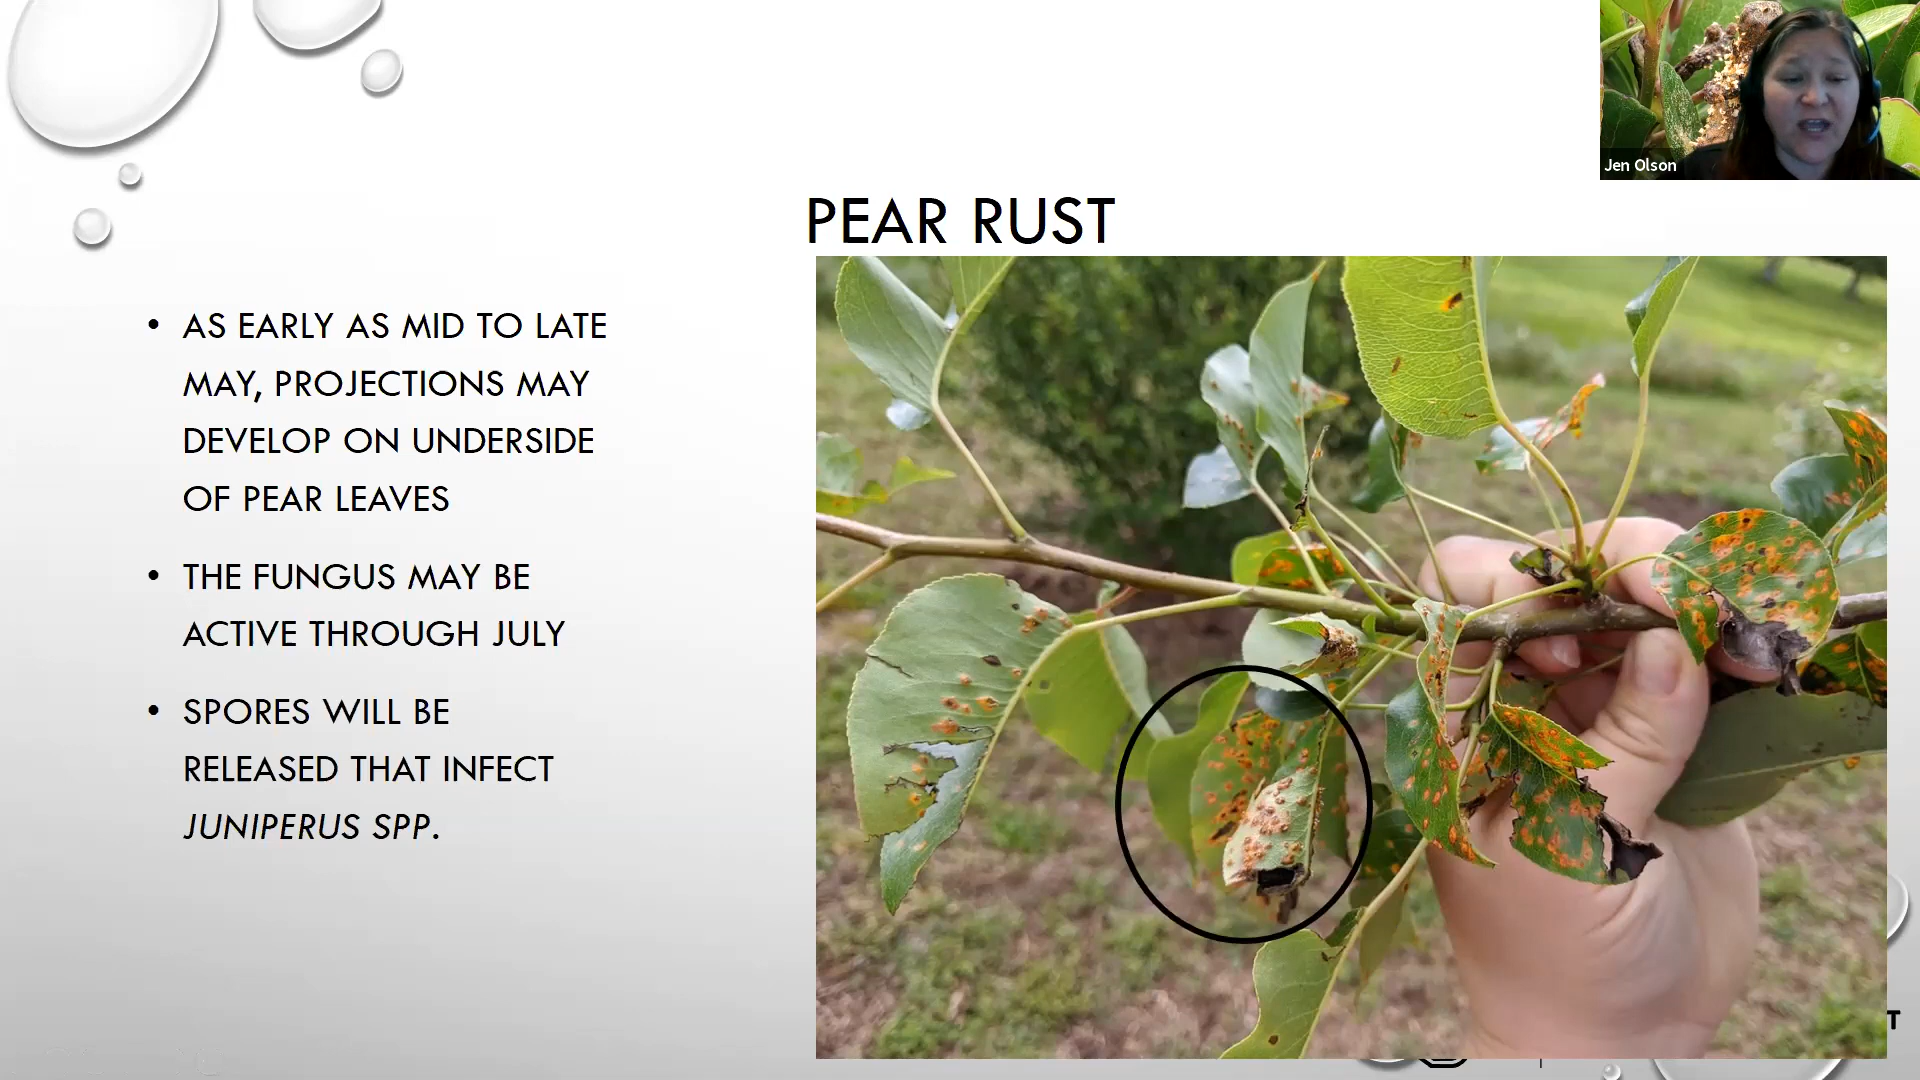 Jen Olson
PEAR RUST
• AS EARLY AS MID TO LATE
MAY, PROJECTIONS MAY
DEVELOP ON UNDERSIDE
OF PEAR LEAVES
• THE FUNGUS MAY BE
ACTIVE THROUGH JULY
• SPORES WILL BE
RELEASED THAT INFECT
JUNIPERUS SPP.
T